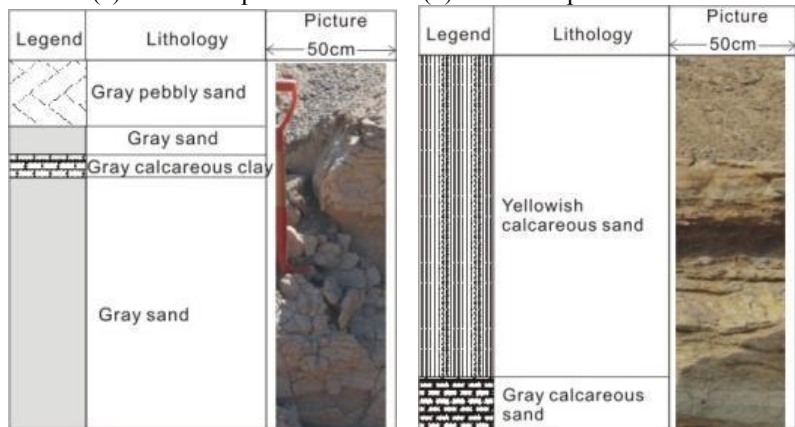 Legend Lithology Picture
50cm
Gray pebbly sand
Gray sand
Gray calcareous clay
Gray sand
Legend Lithology Picture
50cm
Yellowish
calcareous sand
Gray calcareous
sand